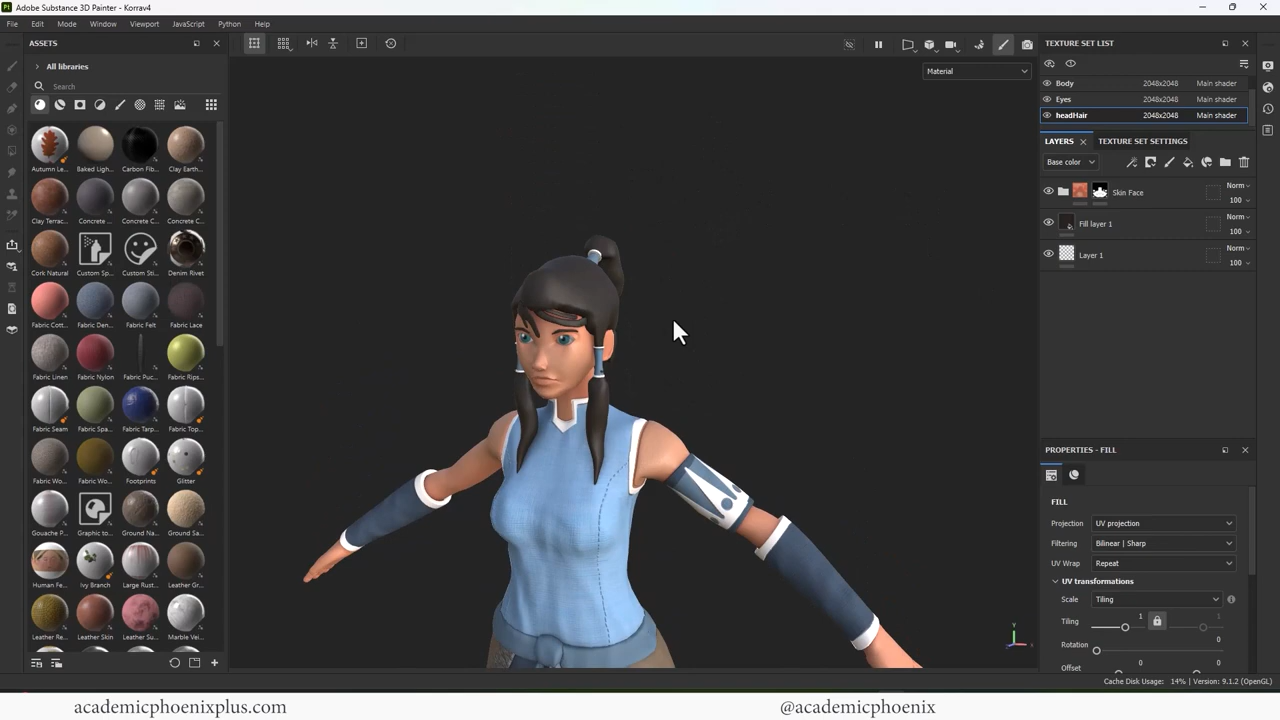 Adobe Substance 3D Painter - Korrav4
File Edit Mode Window Viewport JavaScript Python Help
ASSETS
All libraries
Search
Autumn Le... Baked Ligh... Carbon Fib... Clay Earth...
Clay Terrac... Concrete ... Concrete C... Concrete C...
Cork Natural Custom Sp... Custom Sti... Denim Rivet
Fabric Cott... Fabric Den... Fabric Felt Fabric Lace
Fabric Linen Fabric Nylon Fabric Puc... Fabric Rips...
Fabric Seam Fabric Spa... Fabric Tarp... Fabric Top...
Fabric Wo... Fabric Wo... Footprints Glitter
Gouache P... Graphic to... Ground Na... Ground Sa...
Human Fe... Ivy Branch Large Rust... Leather Gr...
Leather Re... Leather Skin Leather Su... Marble Vei...
Material
Y
TEXTURE SET LIST
Body 2048x2048 Main shader
Eyes 2048x2048 Main shader
headHair 2048x2048 Main shader
LAYERS TEXTURE SET SETTINGS
Base color
Skin Face Norm 100
Fill layer 1 Norm 100
Layer 1 Norm 100
PROPERTIES - FILL
FILL
Projection UV projection
Filtering Bilinear | Sharp
UV Wrap Repeat
UV transformations
Scale Tiling
Tiling 1 1
Rotation 0
Offset 0 0
Cache Disk Usage: 14% | Version: 9.1.2 (OpenGL)
academicphoenixplus.com @academicphoenix